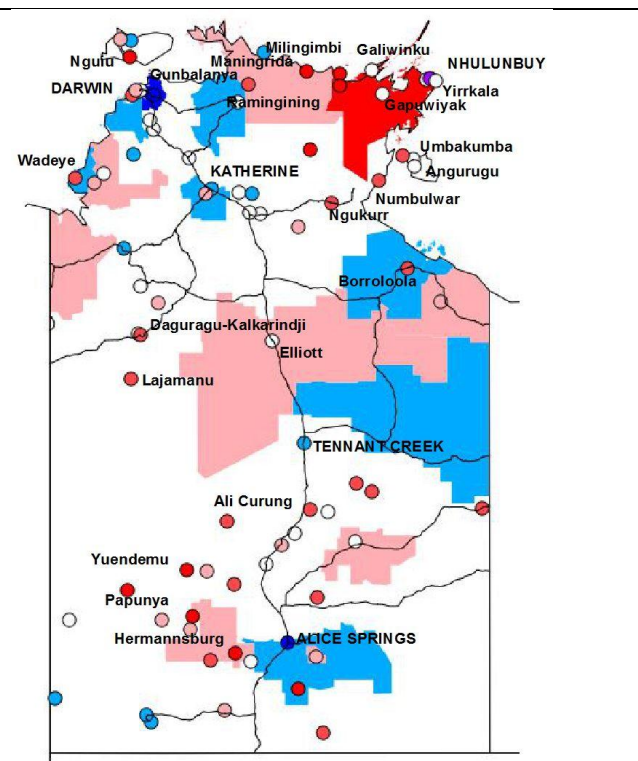 Milingimbi
Galiwinku
Nguiu
Maningrida
NHULUNBUY
Gunbalanya
DARWIN
Yirrkala
Ramingining
Gapuwiyak
Umbakumba
Wadeye
KATHERINE
Angurugu
Numbulwar
Ngukurr
Borroloola
Daguragu-Kalkarindji
Elliott
Lajamanu
TENNANT CREEK
Ali Curung
Yuendemu
Papunya
Hermannsburg
ALICE SPRINGS